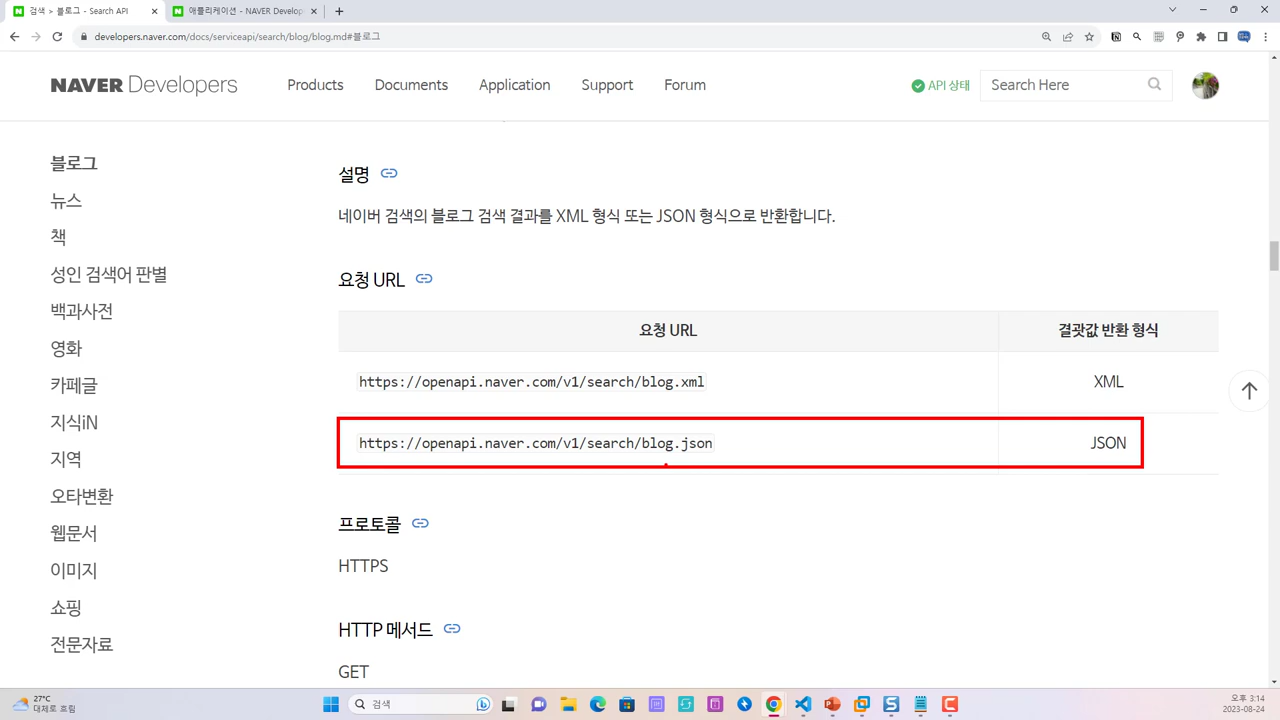 검색 > 블로그 - Search API
애플리케이션 - NAVER Develop
developers.naver.com/docs/serviceapi/search/blog/blog.md#블로그
NAVER Developers
Products
Documents
Application
Support
Forum
API 상태
Search Here
블로그
뉴스
책
성인 검색어 판별
백과사전
영화
카페글
지식iN
지역
오타변환
웹문서
이미지
쇼핑
전문자료
설명
네이버 검색의 블로그 검색 결과를 XML 형식 또는 JSON 형식으로 반환합니다.
요청 URL
요청 URL
결괏값 반환 형식
https://openapi.naver.com/v1/search/blog.xml
XML
https://openapi.naver.com/v1/search/blog.json
JSON
프로토콜
HTTPS
HTTP 메서드
GET
27°C
대체로 흐림
검색
오후 3:14
2023-08-24